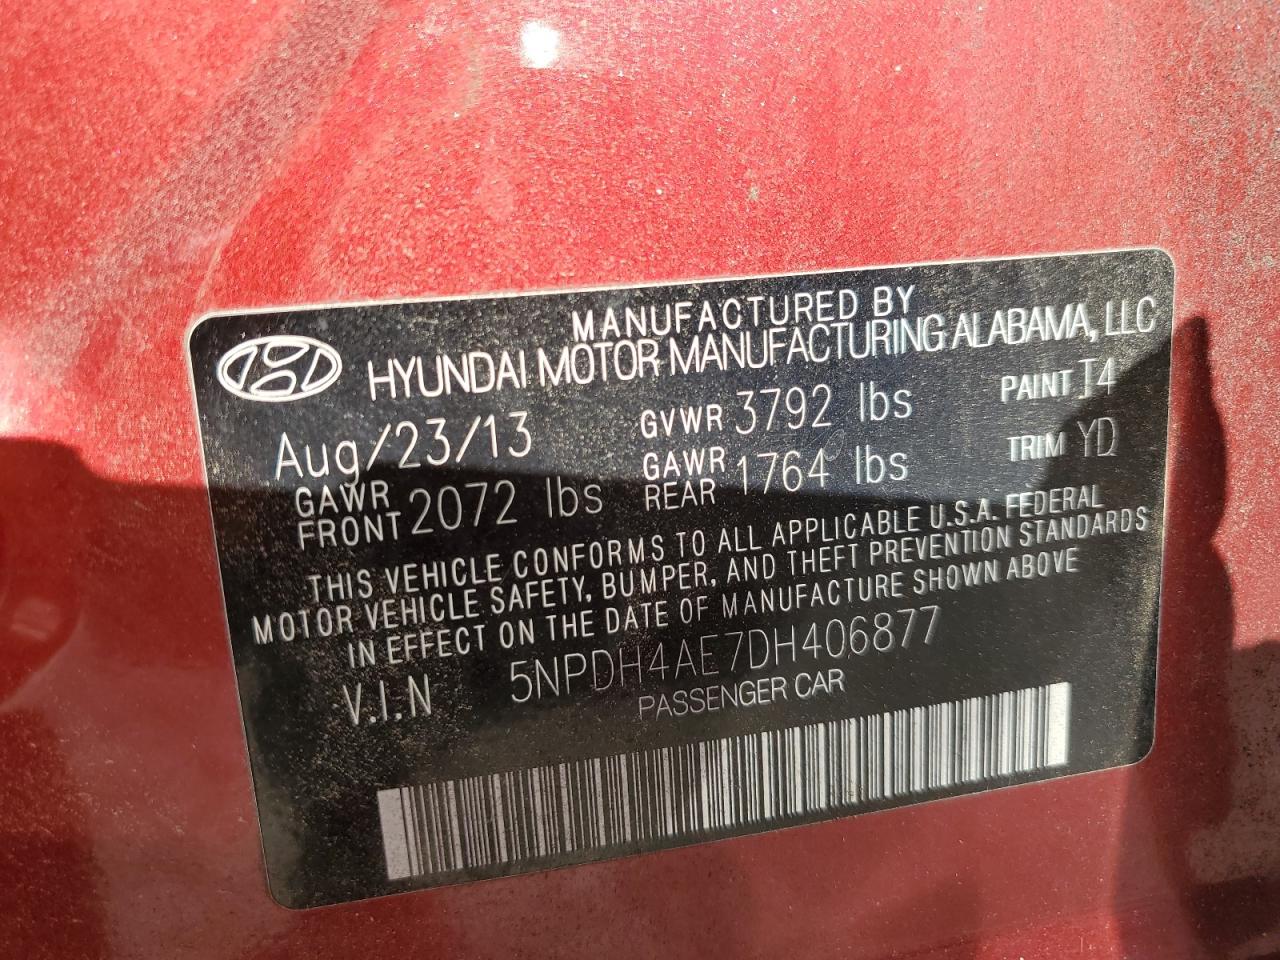 MANUFACTURED BY
HYUNDAI MOTOR MANUFACTURING ALABAMA, LLC
Aug/23/13 GVWR 3792 lbs PAINT I4
GAWR FRONT 2072 lbs GAWR REAR 1764 lbs TRIM YD
THIS VEHICLE CONFORMS TO ALL APPLICABLE U.S.A. FEDERAL
MOTOR VEHICLE SAFETY, BUMPER, AND THEFT PREVENTION STANDARDS
IN EFFECT ON THE DATE OF MANUFACTURE SHOWN ABOVE
V.I.N 5NPDH4AE7DH406877
PASSENGER CAR